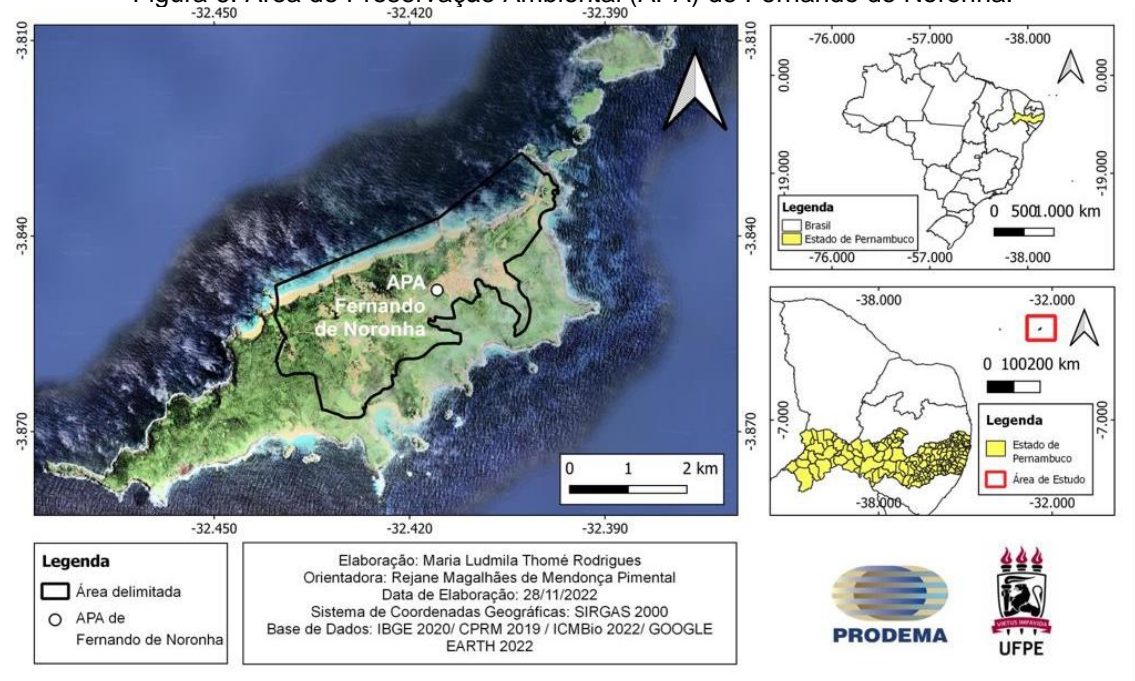 -32.450 -32.420 -32.390
-3.810 -3.810
-3.840 -3.840
-3.870 -3.870
APA
Fernando
de Noronha
0 1 2 km
-32.450 -32.420 -32.390
-76.000 -57.000 -38.000
0.000 0.000
-19.000 -19.000
Legenda
Brasil
Estado de Pernambuco
0 5001.000 km
-76.000 -57.000 -38.000
-38.000 -32.000
0 100200 km
-7.000 -7.000
Legenda
Estado de
Pernambuco
Área de Estudo
-38.000 -32.000
Legenda
Área delimitada
APA de
Fernando de Noronha
Elaboração: Maria Ludmila Thomé Rodrigues
Orientadora: Rejane Magalhães de Mendonça Pimental
Data de Elaboração: 28/11/2022
Sistema de Coordenadas Geográficas: SIRGAS 2000
Base de Dados: IBGE 2020/ CPRM 2019 / ICMBio 2022/ GOOGLE
EARTH 2022
PRODEMA
VIRTUS IMPAVIDA
UFPE